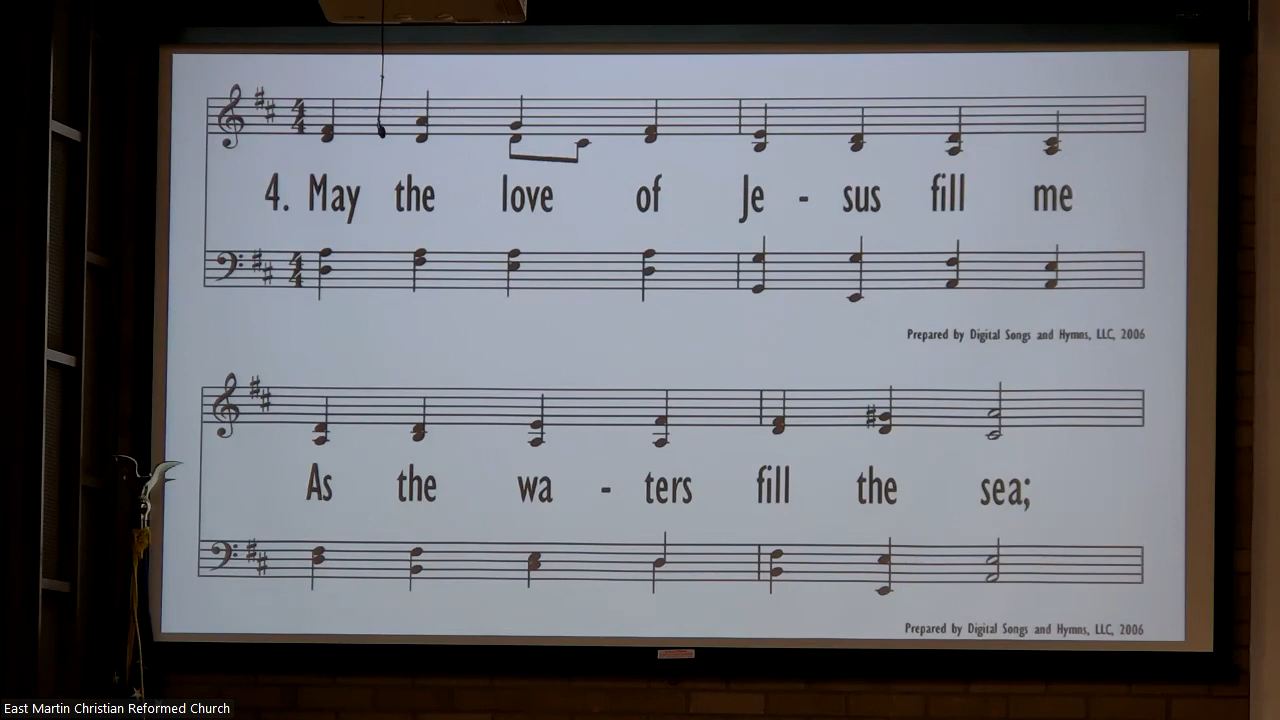 4. May the love of Je - sus fill me
Prepared by Digital Songs and Hymns, LLC, 2006
As the wa - ters fill the sea;
Prepared by Digital Songs and Hymns, LLC, 2006
East Martin Christian Reformed Church